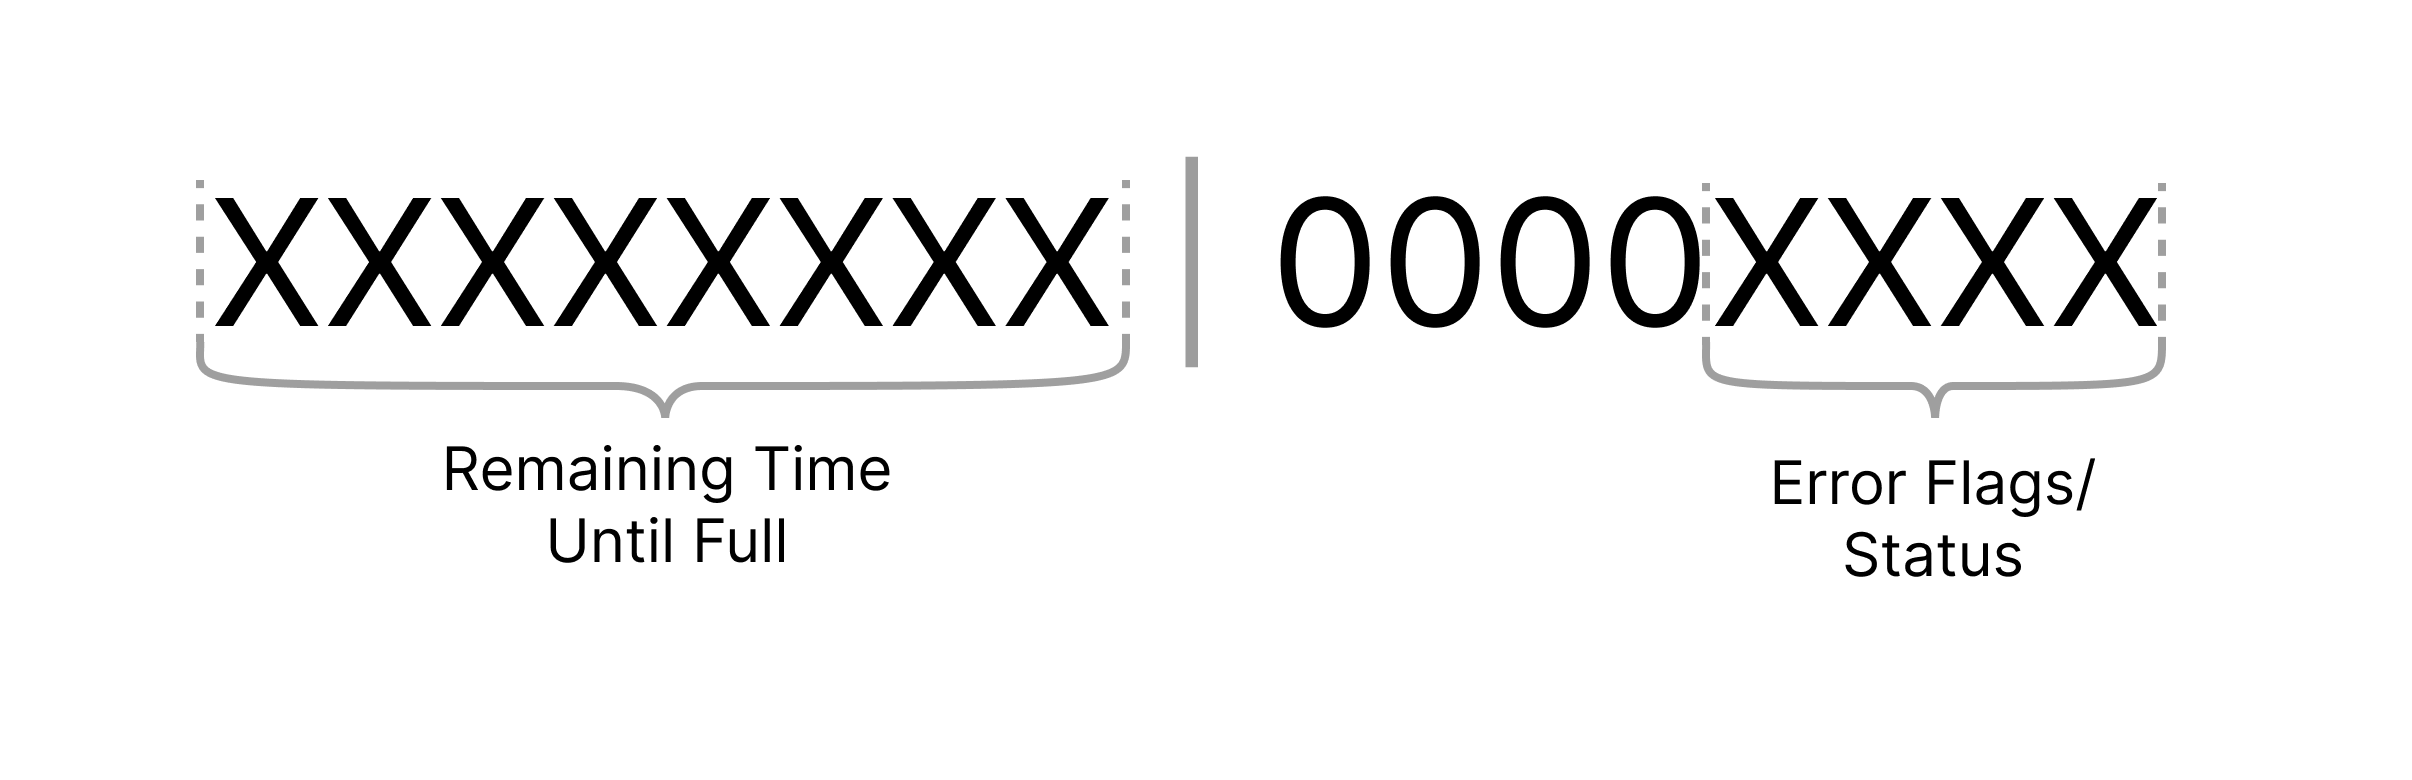 XXXXXXXX | 0000XXXX
Remaining Time
Until Full
Error Flags/
Status